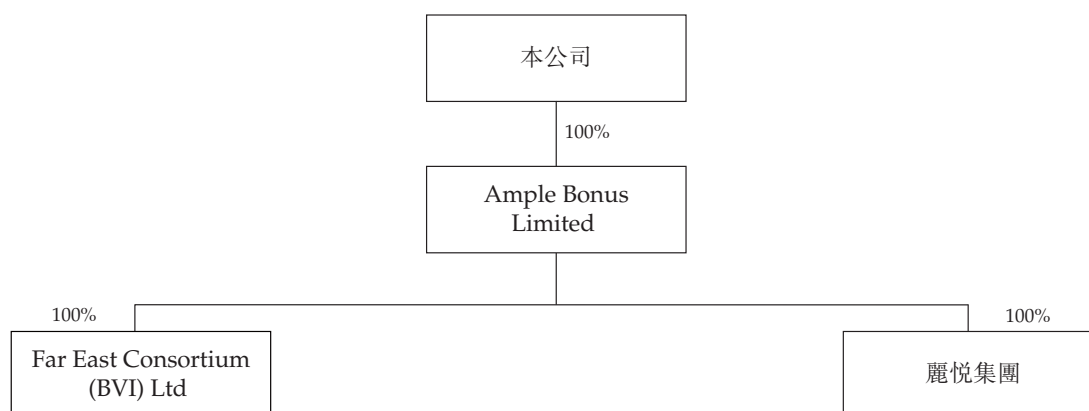 本公司
100%
Ample Bonus
Limited
100%
100%
Far East Consortium
(BVI) Ltd
麗悅集團